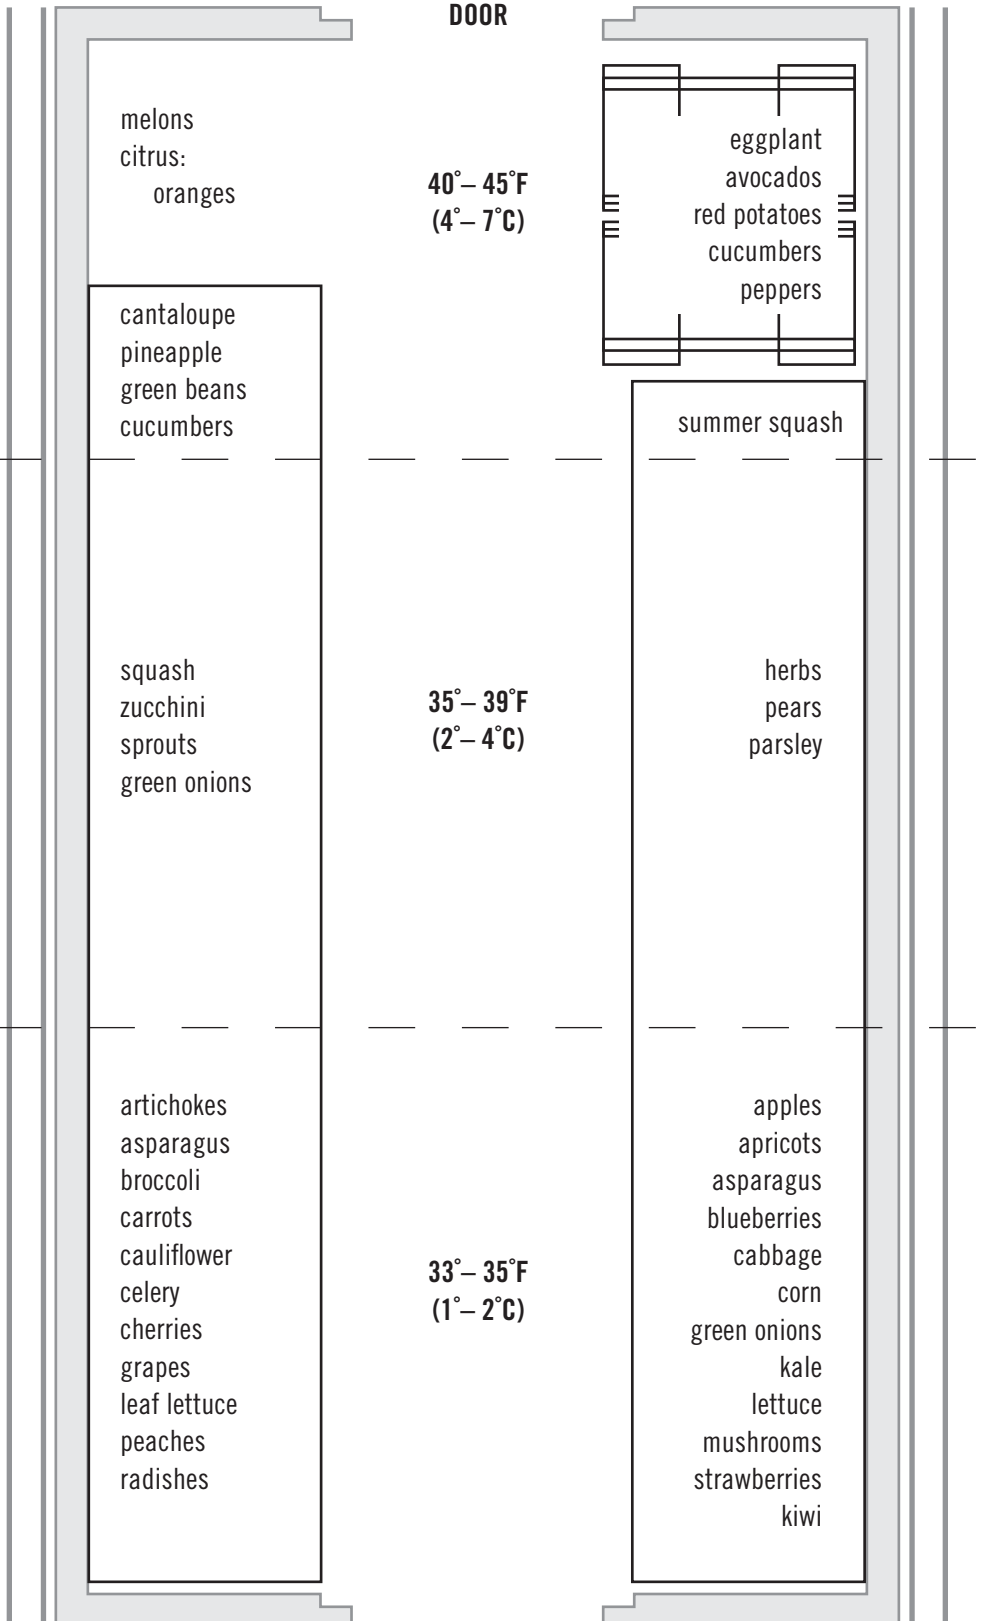 DOOR
melons
citrus:
oranges
40°– 45°F
(4°– 7°C)
eggplant
avocados
red potatoes
cucumbers
peppers
cantaloupe
pineapple
green beans
cucumbers
summer squash
squash
zucchini
sprouts
green onions
35°– 39°F
(2°– 4°C)
herbs
pears
parsley
artichokes
asparagus
broccoli
carrots
cauliflower
celery
cherries
grapes
leaf lettuce
peaches
radishes
33°– 35°F
(1°– 2°C)
apples
apricots
asparagus
blueberries
cabbage
corn
green onions
kale
lettuce
mushrooms
strawberries
kiwi